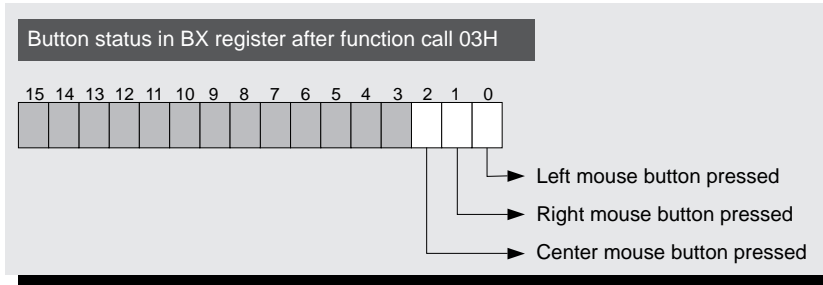 Button status in BX register after function call 03H
15 14 13 12 11 10 9 8 7 6 5 4 3 2 1 0
Left mouse button pressed
Right mouse button pressed
Center mouse button pressed